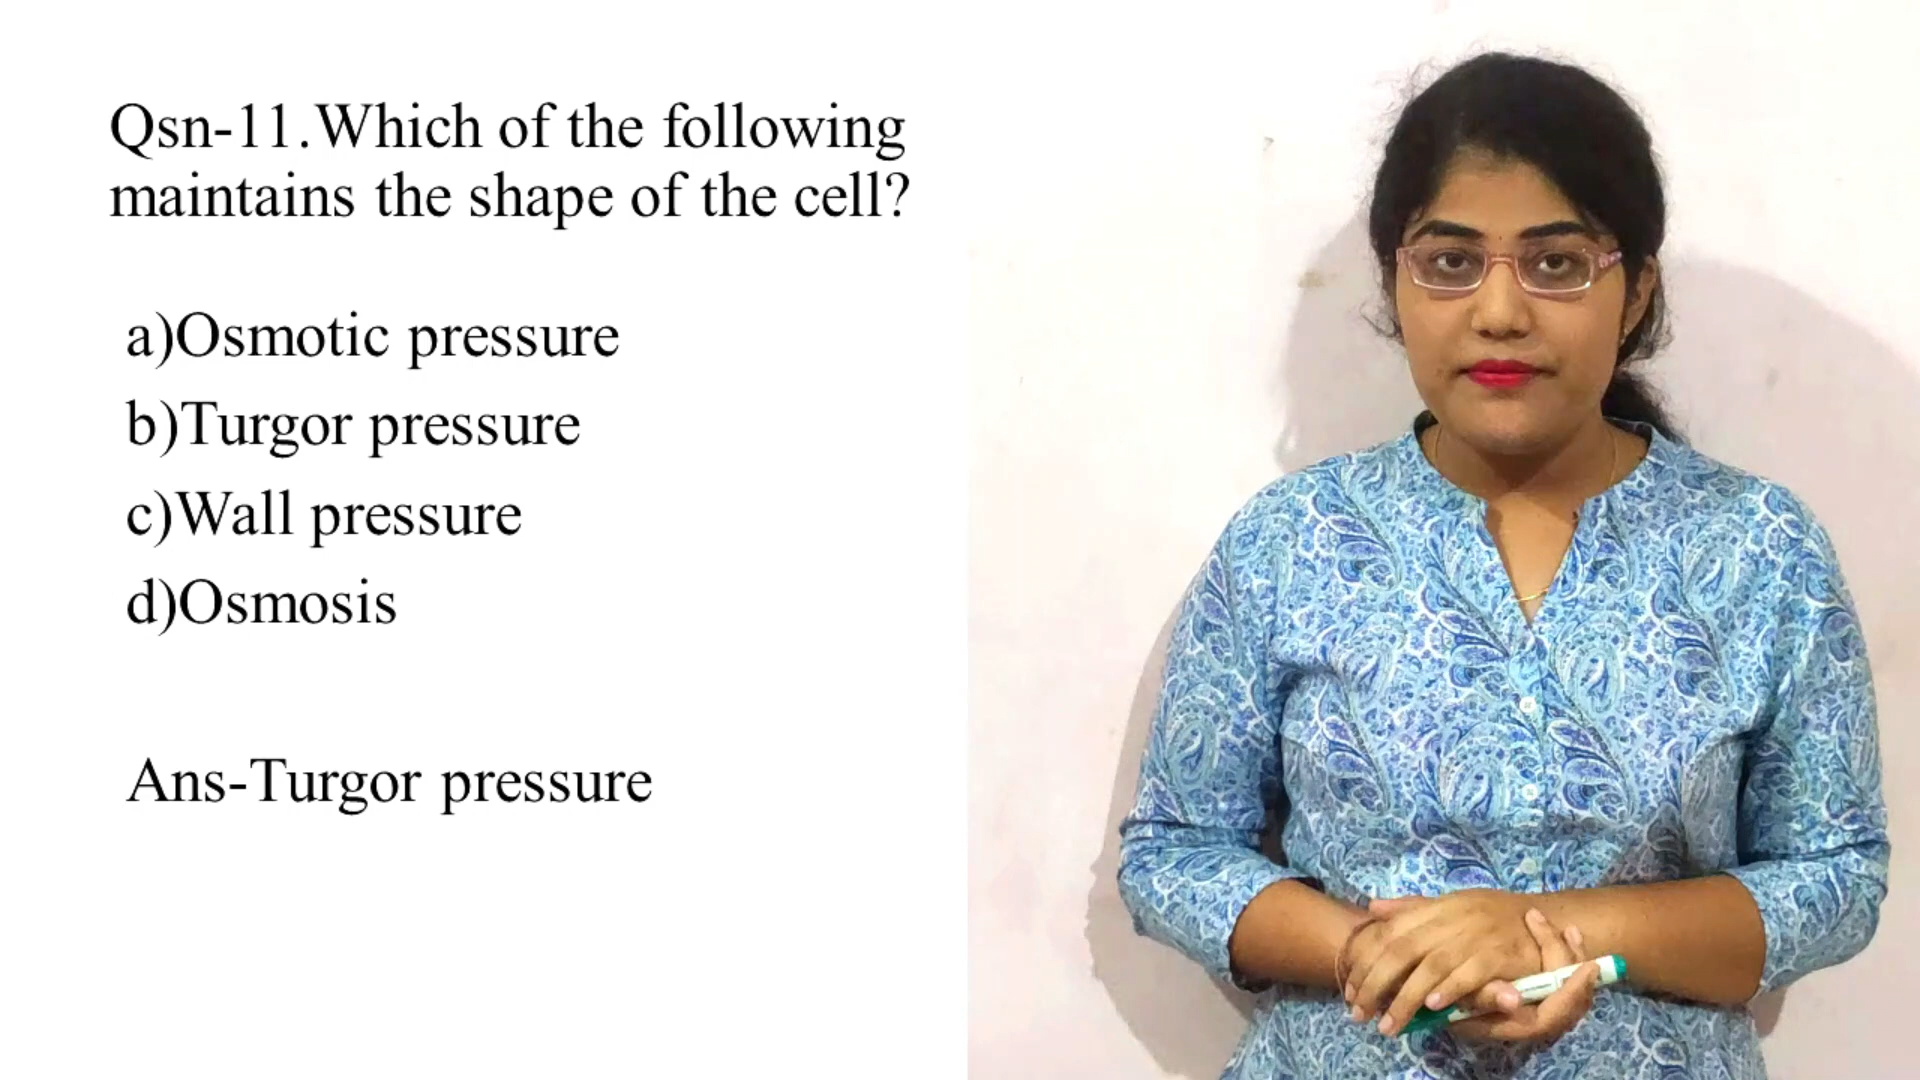 Qsn-11.Which of the following
maintains the shape of the cell?
a)Osmotic pressure
b)Turgor pressure
c)Wall pressure
d)Osmosis
Ans-Turgor pressure